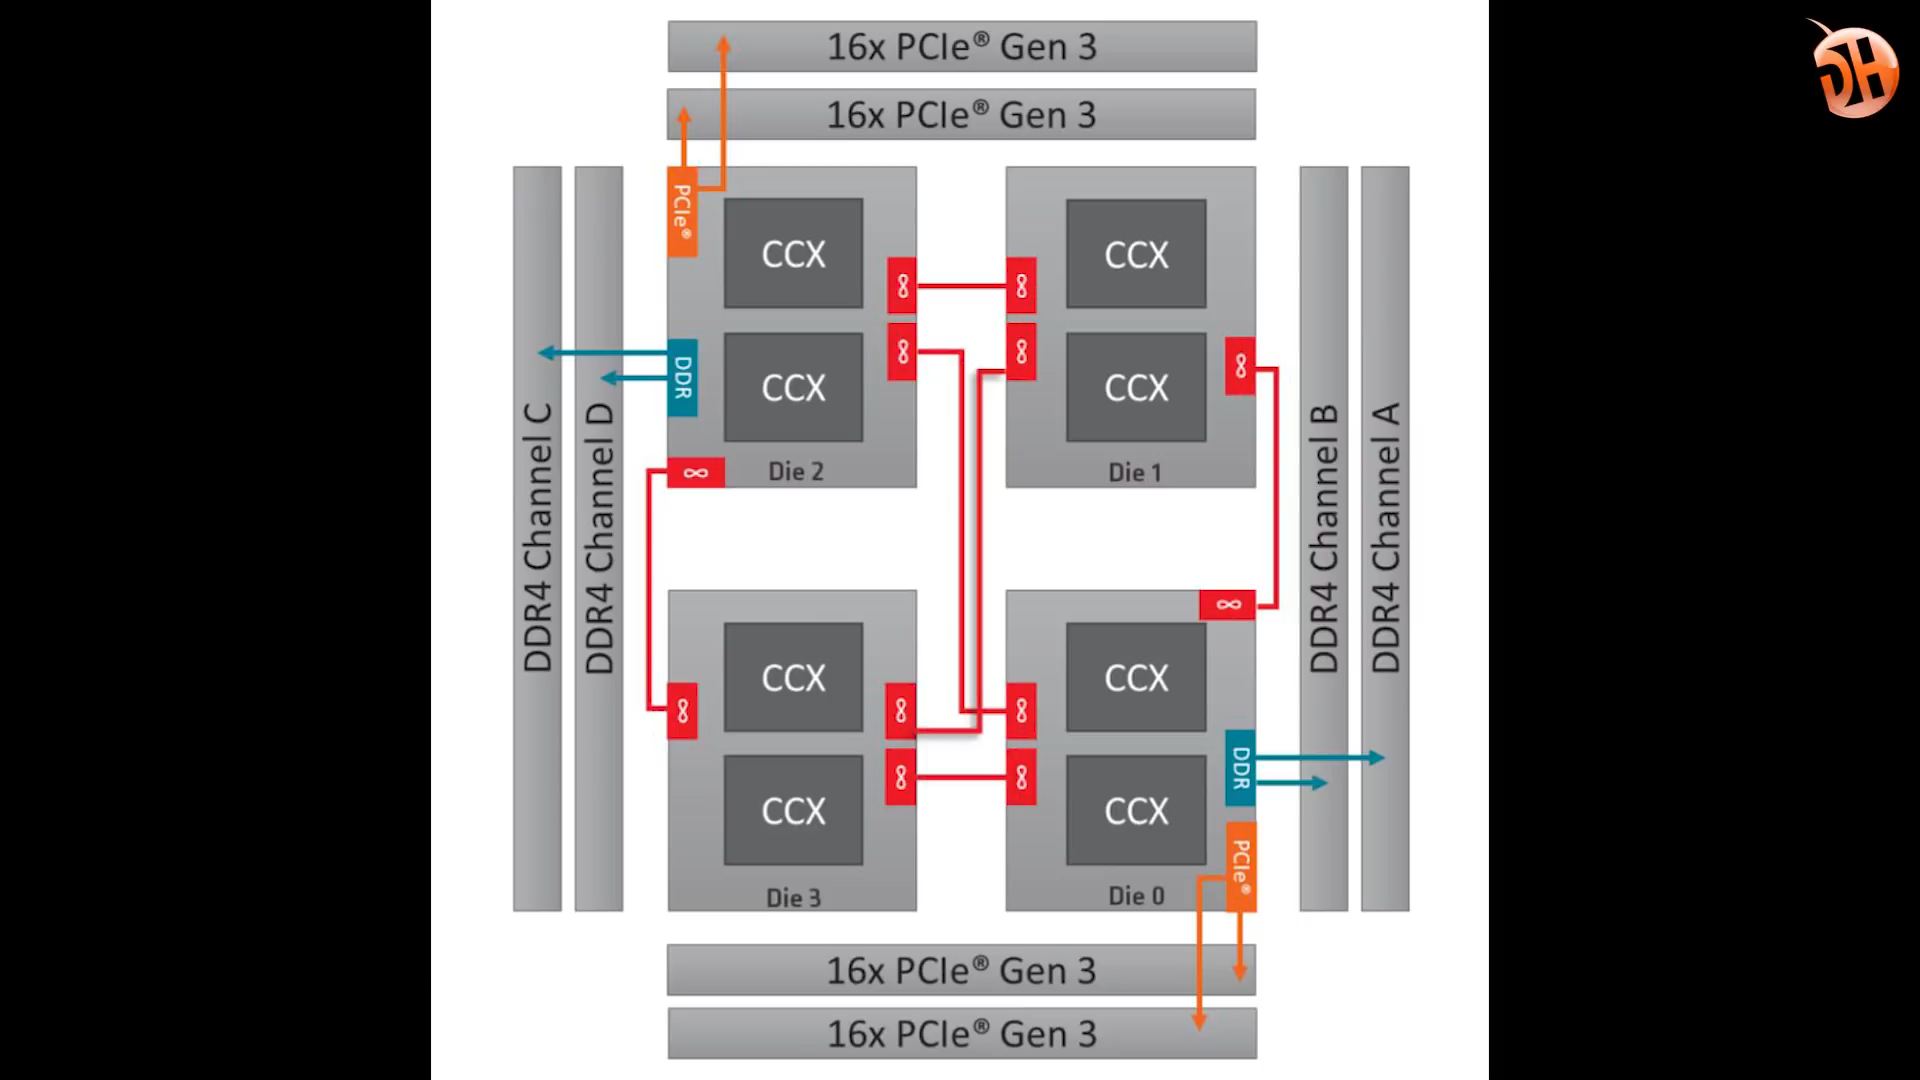 16x PCIe® Gen 3
16x PCIe® Gen 3
DH
PCIe®
CCX
CCX
∞
∞
∞
∞
∞
DDR
CCX
CCX
∞
Die 2
Die 1
DDR4 Channel C
DDR4 Channel D
DDR4 Channel B
DDR4 Channel A
∞
CCX
CCX
∞
∞
∞
∞
∞
DDR
CCX
CCX
PCIe®
Die 3
Die 0
16x PCIe® Gen 3
16x PCIe® Gen 3